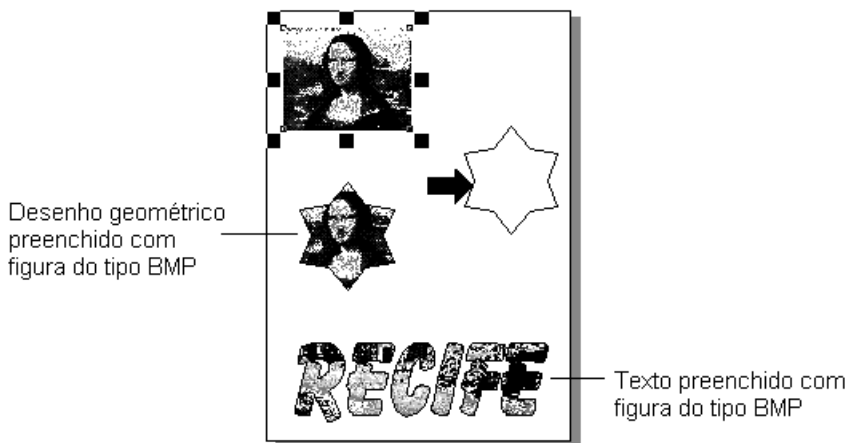 Desenho geométrico
preenchido com
figura do tipo BMP
RECIFE
Texto preenchido com
figura do tipo BMP